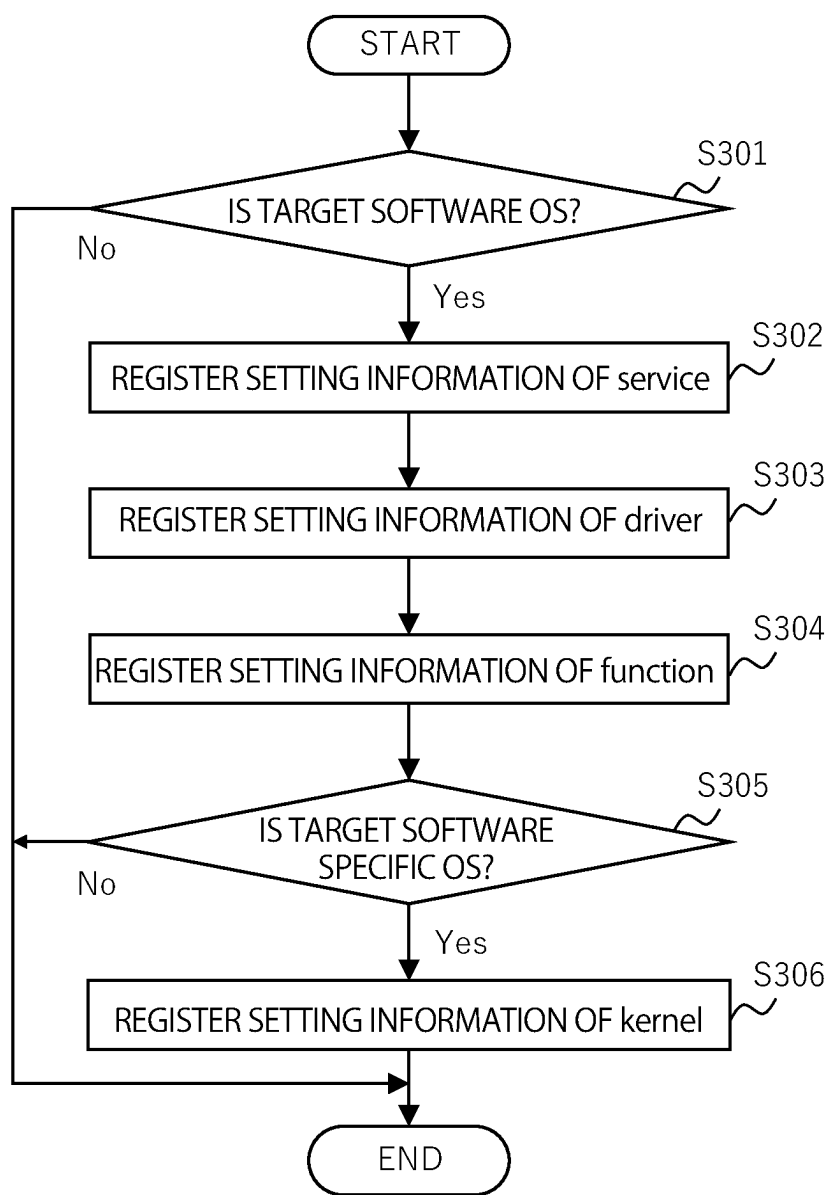 START
S301
IS TARGET SOFTWARE OS?
No
Yes
S302
REGISTER SETTING INFORMATION OF service
S303
REGISTER SETTING INFORMATION OF driver
S304
REGISTER SETTING INFORMATION OF function
S305
IS TARGET SOFTWARE
SPECIFIC OS?
No
Yes
S306
REGISTER SETTING INFORMATION OF kernel
END